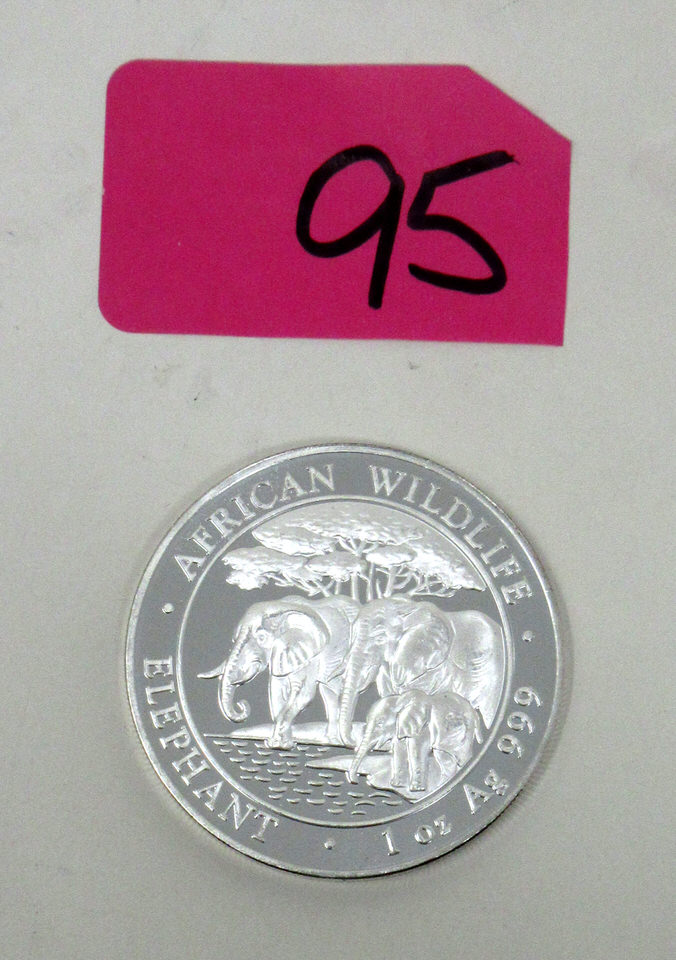 95
AFRICAN WILDLIFE
ELEPHANT · 1 oz Ag 999